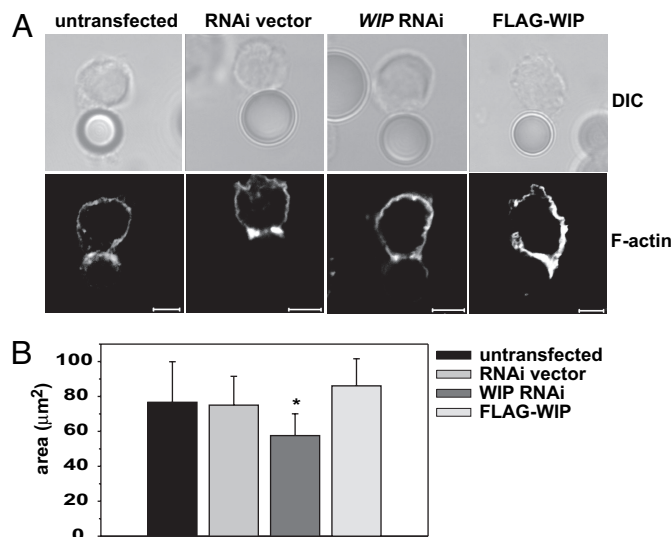 A
untransfected RNAi vector WIP RNAi FLAG-WIP
DIC
F-actin
B
area (μm²)
100
80
60
40
20
0
*
untransfected
RNAi vector
WIP RNAi
FLAG-WIP